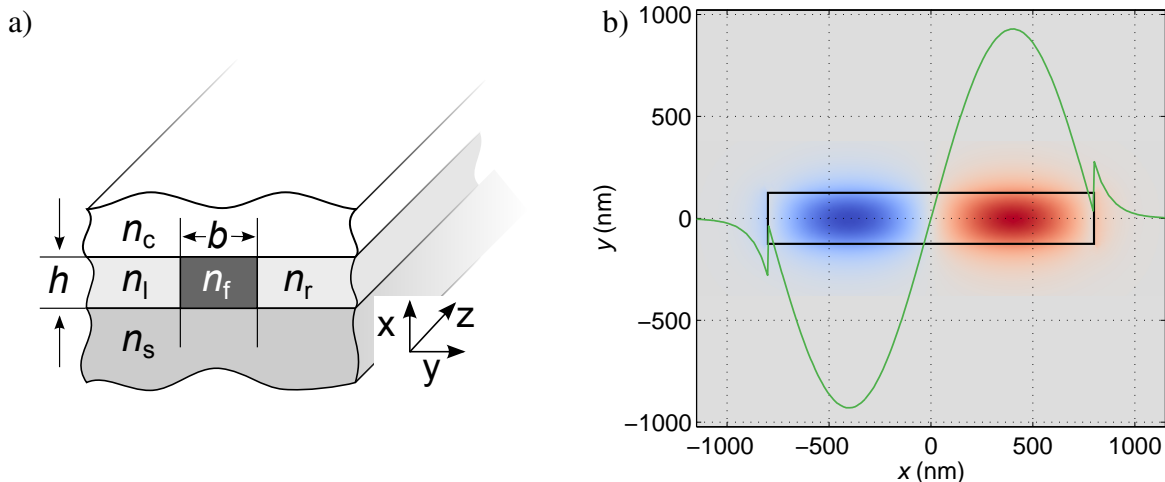 a)
n_c
b
h
n_l
n_f
n_r
n_s
x
z
y
b)
1000
500
0
−500
−1000
y (nm)
−1000 −500 0 500 1000
x (nm)